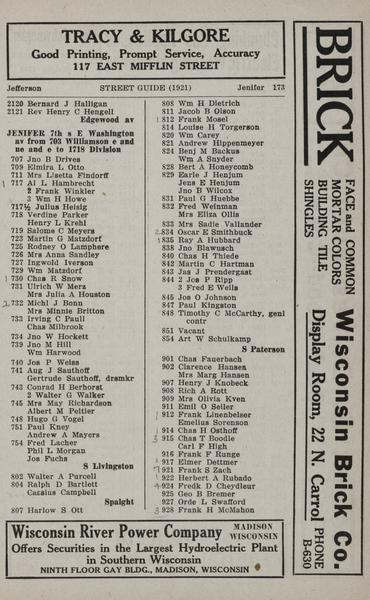 TRACY & KILGORE
Good Printing, Prompt Service, Accuracy
117 EAST MIFFLIN STREET
Jefferson STREET GUIDE (1921) Jenifer 173
2120 Bernard J Halligan
2121 Rev Henry C Hengell
Edgewood av
JENIFER 7th s E Washington
av from 703 Williamson e and
ne and e to 1718 Division
707 Jno B Drives
709 Elmira L Otto
711 Mrs Lisetta Findorff
717 Al L Hambrecht
2 Frank Winkler
3 Wm H Howe
717½ Julius Heisig
718 Verdine Parker
Henry L Krehl
719 Salome C Meyers
723 Martin G Matzdorf
725 Rodney O Lamphere
726 Mrs Anna Sandley
727 Ingwold Iverson
729 Wm Matzdorf
730 Chas R Snow
731 Ulrich W Mers
Mrs Julia A Houston
732 Michl J Bonn
Mrs Minnie Britton
733 Irving C Paull
Chas Milbrook
734 Jno W Hockett
739 Jno M Hill
Wm Harwood
740 Jos P Weiss
741 Aug J Sauthoff
Gertrude Sauthoff, drsmkr
743 Conrad H Berhorst
2 Walter G Walker
745 Mrs May Richardson
Albert M Peltier
748 Hugo G Vogel
751 Paul Kney
Andrew A Mayers
754 Fred Lacher
Phil L Morgan
Jos Fuchs
S Livingston
802 Walter A Purcell
804 Ralph D Bartlett
Cassius Campbell
Spaight
807 Harlow S Ott
808 Wm H Dietrich
811 Jacob B Olson
812 Frank Mosel
814 Louise H Torgerson
820 Wm Carey
821 Andrew Hippenmeyer
824 Benj M Backus
Wm A Snyder
828 Bert A Honeycomb
829 Earle J Henjum
Jens E Henjum
Jno B Wilcox
831 Paul G Huebbe
832 Fred Weinman
Mrs Eliza Ollis
833 Mrs Sadie Vallander
834 Oscar E Smithbuck
835 Ray A Hubbard
838 Jno Blawusch
840 Chas H Thiede
842 Martin C Hartman
843 Jas J Prendergast
844 2 Jos P Ripp
3 Fred E Wells
845 Jos O Johnson
847 Paul Kingston
848 Timothy C McCarthy, genl
contr
851 Vacant
854 Art W Schulkamp
S Paterson
901 Chas Fauerbach
902 Clarence Hansen
Mrs Marg Hansen
907 Henry J Knobeck
908 Rich A Rott
909 Mrs Olivia Kven
911 Emil O Seiler
912 Frank Linenbelser
Emelius Sorenson
914 Chas H Osthoff
915 Chas T Boodle
Carl F High
916 Frank F Runge
917 Elmer Dettmer
921 Frank S Zach
922 Herbert A Rubado
924 Fredk D Cheydleur
925 Geo B Bremer
927 Orde L Swafford
928 Frank H McMahon
Wisconsin River Power Company MADISON WISCONSIN
Offers Securities in the Largest Hydroelectric Plant
in Southern Wisconsin
NINTH FLOOR GAY BLDG., MADISON, WISCONSIN
BRICK
FACE and COMMON
MORTAR COLORS
BUILDING TILE
SHINGLES
Wisconsin Brick Co.
Display Room, 22 N. Carrol
PHONE
B-630